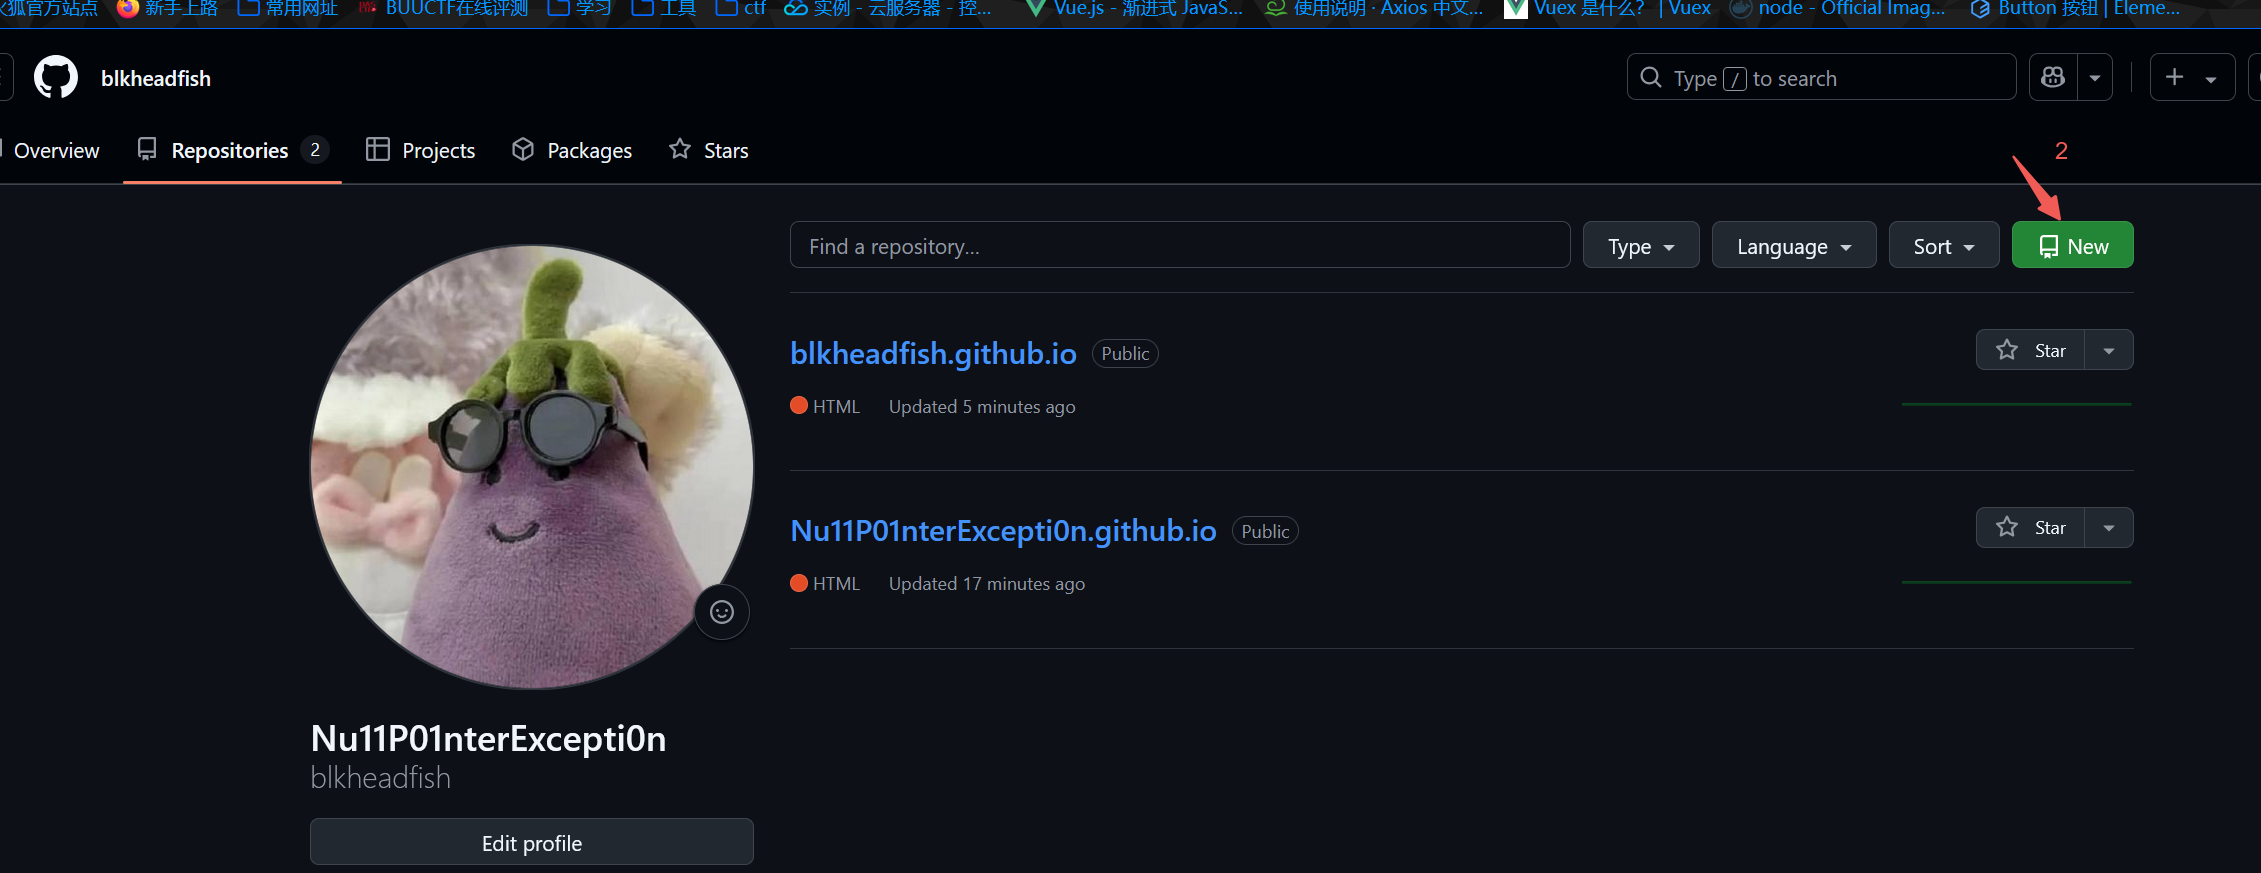 火狐官方站点 新手上路 常用网址 BUUCTF在线评测 学习 工具 ctf 实例 - 云服务器 - 控... Vue.js - 渐进式 JavaS... 使用说明 · Axios 中文... Vuex 是什么? | Vuex node - Official Imag... Button 按钮 | Eleme...
blkheadfish Type / to search
Overview Repositories 2 Projects Packages Stars
2
Find a repository... Type Language Sort New
blkheadfish.github.io Public Star
HTML Updated 5 minutes ago
Nu11P01nterExcepti0n.github.io Public Star
HTML Updated 17 minutes ago
Nu11P01nterExcepti0n
blkheadfish
Edit profile